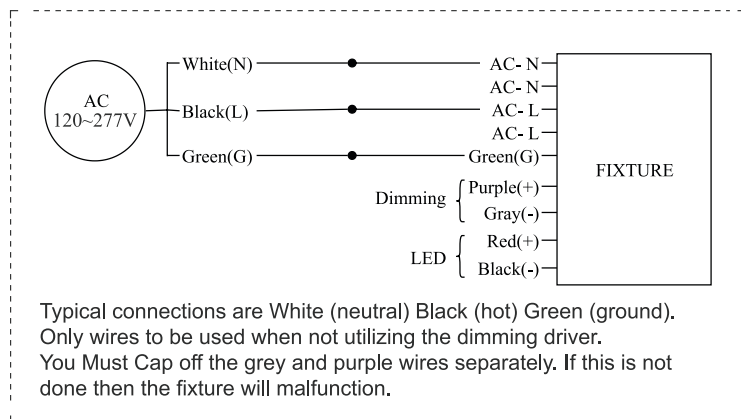 White(N)
AC- N
AC- N
AC
120~277V
Black(L)
AC- L
AC- L
Green(G)
Green(G)
FIXTURE
Dimming
Purple(+)
Gray(-)
LED
Red(+)
Black(-)
Typical connections are White (neutral) Black (hot) Green (ground).
Only wires to be used when not utilizing the dimming driver.
You Must Cap off the grey and purple wires separately. If this is not
done then the fixture will malfunction.